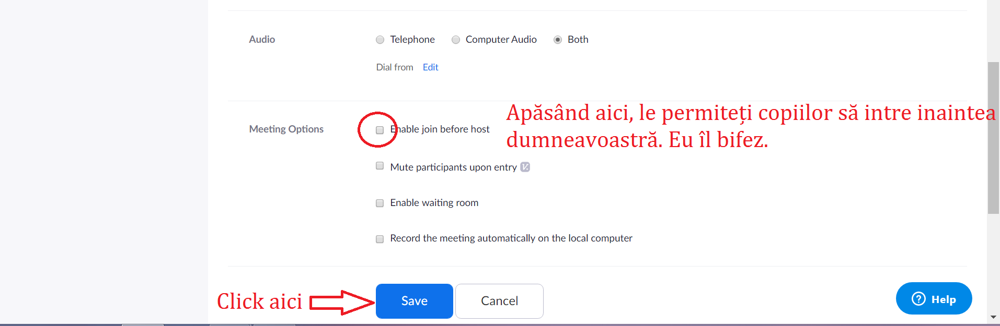 Audio
Telephone Computer Audio Both
Dial from Edit
Apăsând aici, le permiteți copiilor să intre inaintea
dumneavoastră. Eu îl bifez.
Meeting Options
Enable join before host
Mute participants upon entry
Enable waiting room
Record the meeting automatically on the local computer
Click aici
Save Cancel
Help